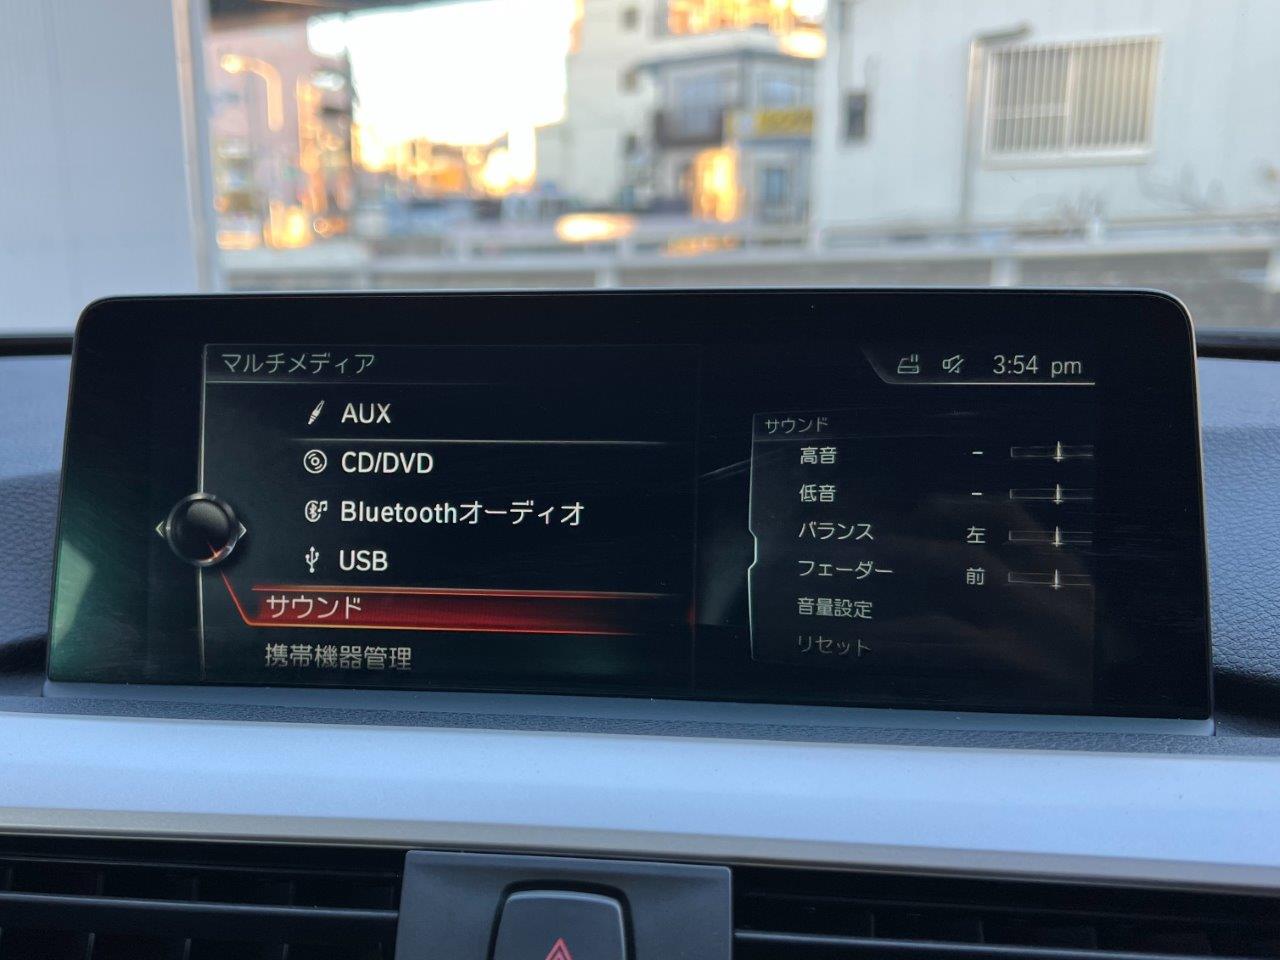 マルチメディア
3:54 pm
AUX
CD/DVD
Bluetoothオーディオ
USB
サウンド
携帯機器管理
サウンド
高音 -
低音 -
バランス 左
フェーダー 前
音量設定
リセット